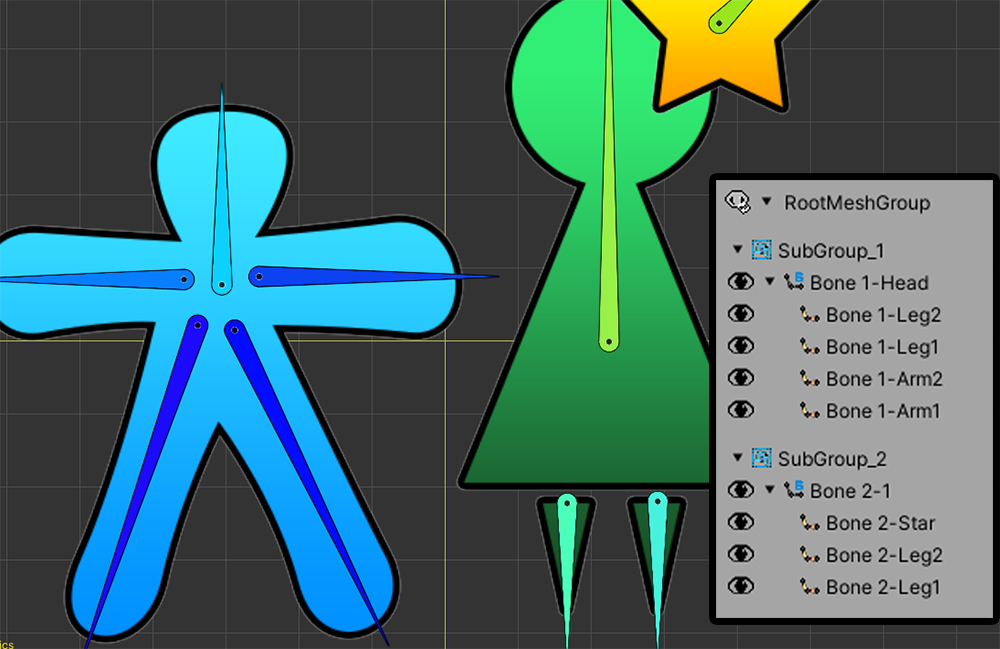 RootMeshGroup
SubGroup_1
Bone 1-Head
Bone 1-Leg2
Bone 1-Leg1
Bone 1-Arm2
Bone 1-Arm1
SubGroup_2
Bone 2-1
Bone 2-Star
Bone 2-Leg2
Bone 2-Leg1
ics